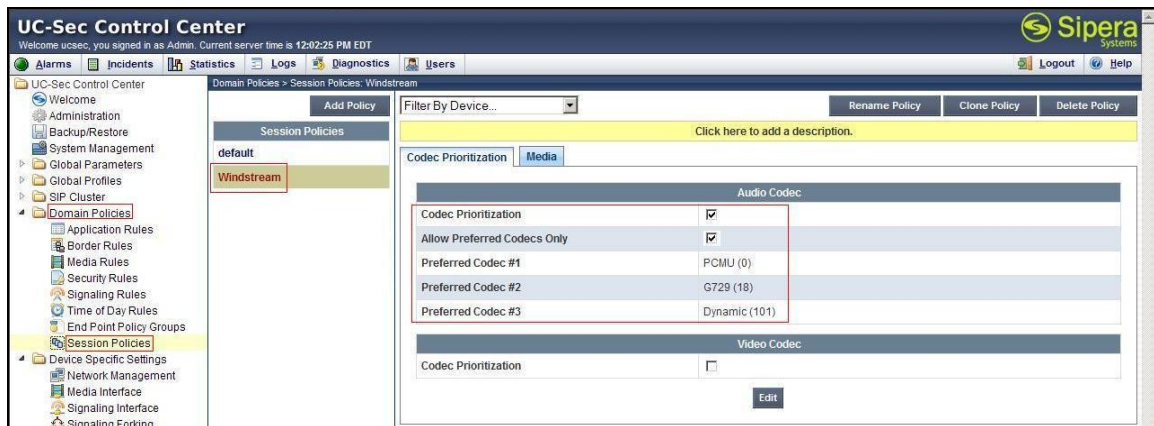 UC-Sec Control Center
Welcome ucsec, you signed in as Admin. Current server time is 12:02:25 PM EDT
Sipera
Systems
Alarms Incidents Statistics Logs Diagnostics Users Logout Help
UC-Sec Control Center
Welcome
Administration
Backup/Restore
System Management
Global Parameters
Global Profiles
SIP Cluster
Domain Policies
Application Rules
Border Rules
Media Rules
Security Rules
Signaling Rules
Time of Day Rules
End Point Policy Groups
Session Policies
Device Specific Settings
Network Management
Media Interface
Signaling Interface
Signaling Forking
Domain Policies > Session Policies: Windstream
Add Policy
Session Policies
default
Windstream
Filter By Device...
Rename Policy Clone Policy Delete Policy
Click here to add a description.
Codec Prioritization Media
Audio Codec
Codec Prioritization
Allow Preferred Codecs Only
Preferred Codec #1 PCMU (0)
Preferred Codec #2 G729 (18)
Preferred Codec #3 Dynamic (101)
Video Codec
Codec Prioritization
Edit